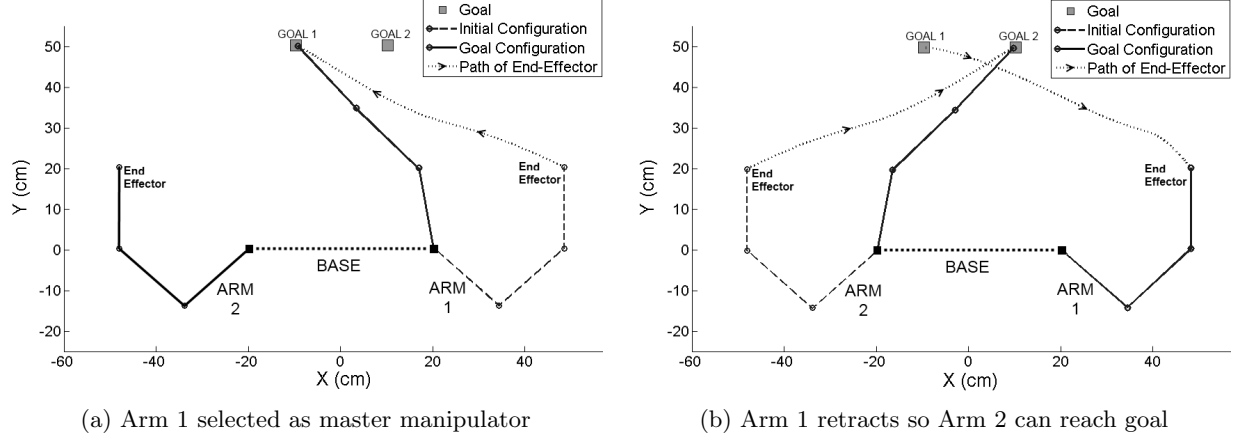 GOAL 1
GOAL 2
Goal
Initial Configuration
Goal Configuration
Path of End-Effector
50
40
30
20
10
0
-10
-20
Y (cm)
End
Effector
End
Effector
BASE
ARM
2
ARM
1
-60
-40
-20
0
20
40
X (cm)
(a) Arm 1 selected as master manipulator
GOAL 1
GOAL 2
Goal
Initial Configuration
Goal Configuration
Path of End-Effector
50
40
30
20
10
0
-10
-20
Y (cm)
End
Effector
End
Effector
BASE
ARM
2
ARM
1
-60
-40
-20
0
20
40
X (cm)
(b) Arm 1 retracts so Arm 2 can reach goal